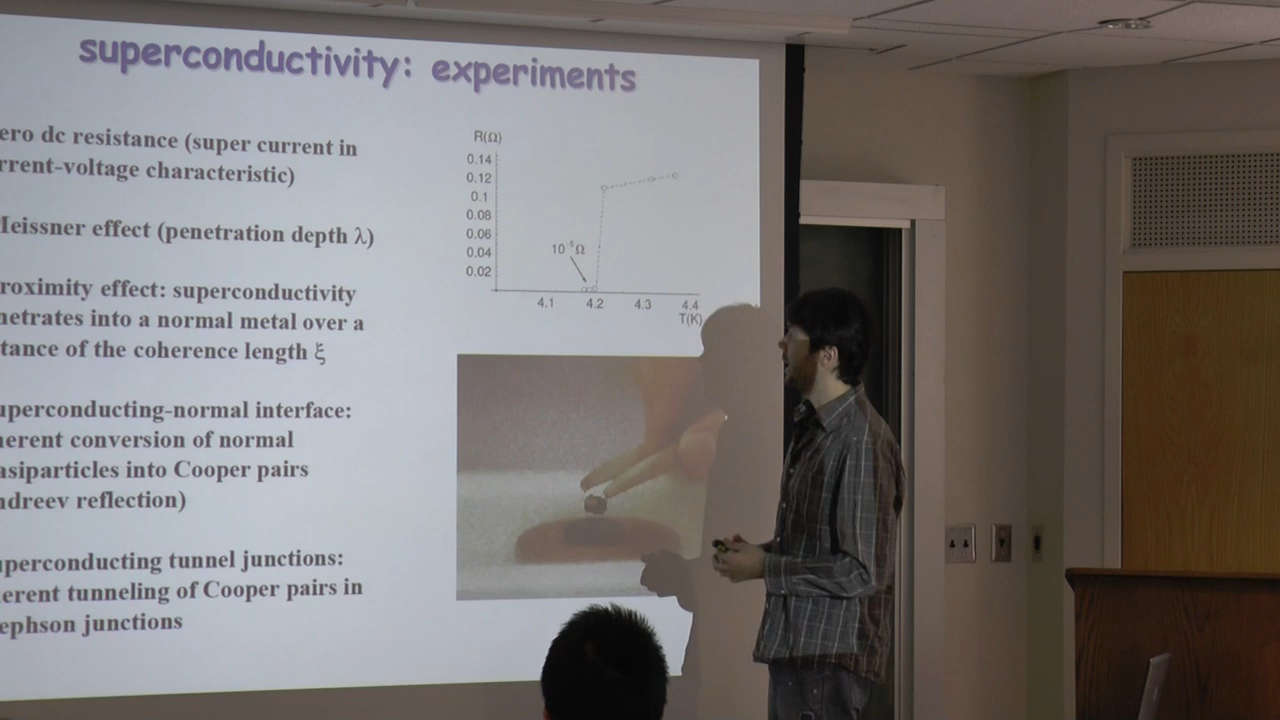 superconductivity: experiments
ero dc resistance (super current in
rrent-voltage characteristic)
eissner effect (penetration depth λ)
roximity effect: superconductivity
netrates into a normal metal over a
tance of the coherence length ξ
uperconducting-normal interface:
herent conversion of normal
asiparticles into Cooper pairs
ndreev reflection)
uperconducting tunnel junctions:
erent tunneling of Cooper pairs in
ephson junctions
R(Ω)
0.14
0.12
0.1
0.08
0.06
0.04
0.02
10⁻⁵Ω
4.1 4.2 4.3 4.4
T(K)